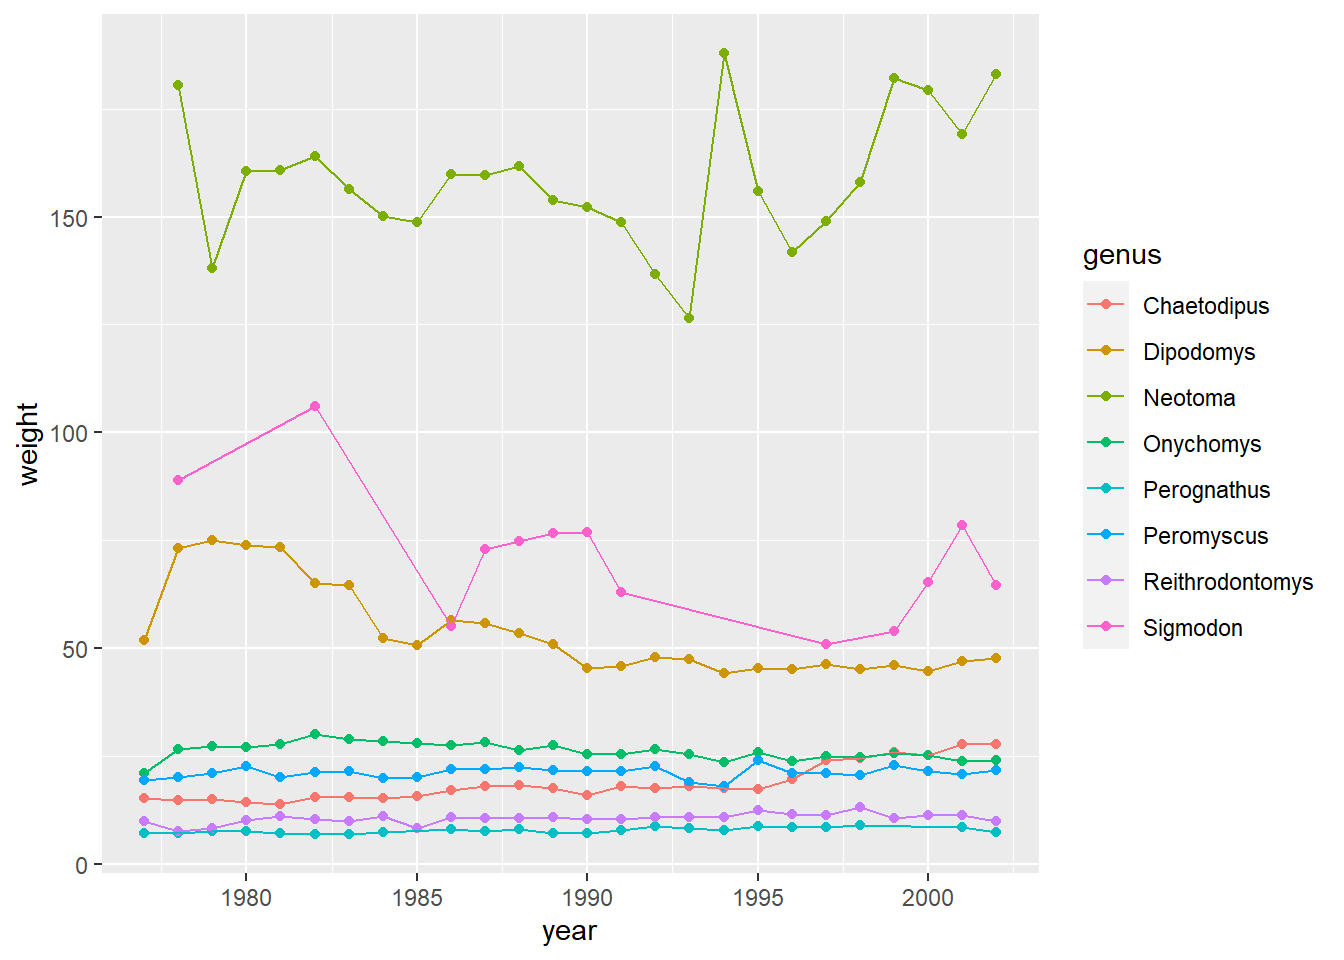 150
100
50
0
weight
1980 1985 1990 1995 2000
year
genus
Chaetodipus
Dipodomys
Neotoma
Onychomys
Perognathus
Peromyscus
Reithrodontomys
Sigmodon